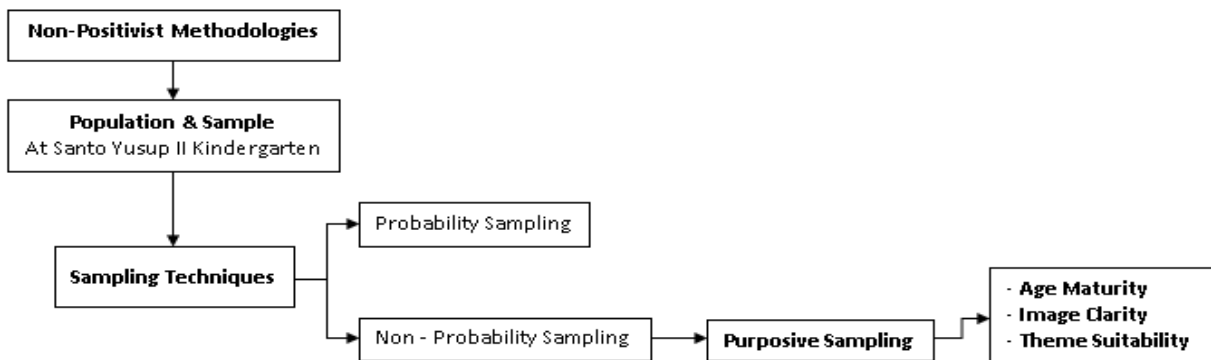 Non-Positivist Methodologies
Population & Sample
At Santo Yusup II Kindergarten
Probability Sampling
Sampling Techniques
Non - Probability Sampling
Purposive Sampling
- Age Maturity
- Image Clarity
- Theme Suitability